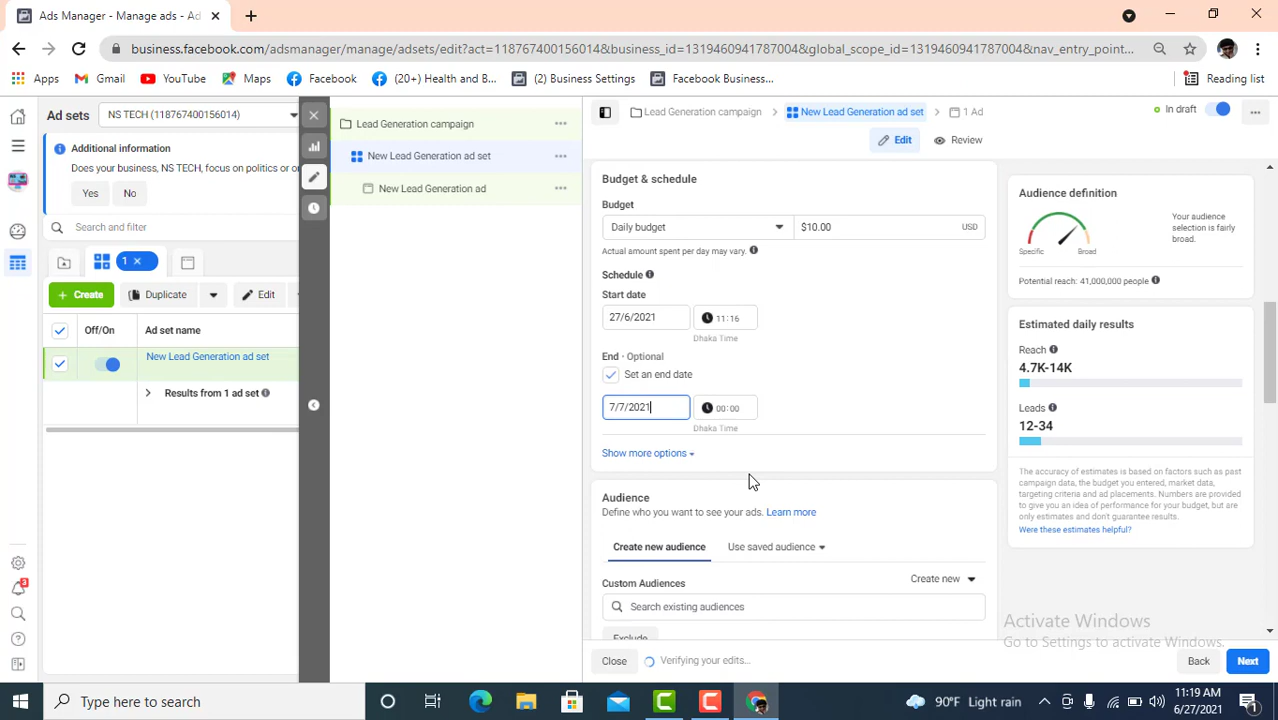 Ads Manager - Manage ads - Ad
business.facebook.com/adsmanager/manage/adsets/edit?act=118767400156014&business_id=1319460941787004&global_scope_id=1319460941787004&nav_entry_point...
Apps
Gmail
YouTube
Maps
Facebook
(20+) Health and B...
(2) Business Settings
Facebook Business...
Reading list
Ad sets
NS TECH (118767400156014)
Additional information
Does your business, NS TECH, focus on politics or
Yes
No
Search and filter
1
Create
Duplicate
Edit
Off/On
Ad set name
New Lead Generation ad set
Results from 1 ad set
Lead Generation campaign
New Lead Generation ad set
New Lead Generation ad
Lead Generation campaign
New Lead Generation ad set
1 Ad
In draft
Edit
Review
Budget & schedule
Budget
Daily budget
$10.00
USD
Actual amount spent per day may vary.
Schedule
Start date
27/6/2021
11:16
Dhaka Time
End · Optional
Set an end date
7/7/2021
00:00
Dhaka Time
Show more options
Audience
Define who you want to see your ads. Learn more
Create new audience
Use saved audience
Custom Audiences
Create new
Search existing audiences
Exclude
Audience definition
Specific
Broad
Your audience
selection is fairly
broad.
Potential reach: 41,000,000 people
Estimated daily results
Reach
4.7K-14K
Leads
12-34
The accuracy of estimates is based on factors such as past
campaign data, the budget you entered, market data,
targeting criteria and ad placements. Numbers are provided
to give you an idea of performance for your budget, but are
only estimates and don't guarantee results.
Were these estimates helpful?
Activate Windows
Go to Settings to activate Windows.
Close
Verifying your edits...
Back
Next
3
Type here to search
90°F Light rain
11:19 AM
6/27/2021
1